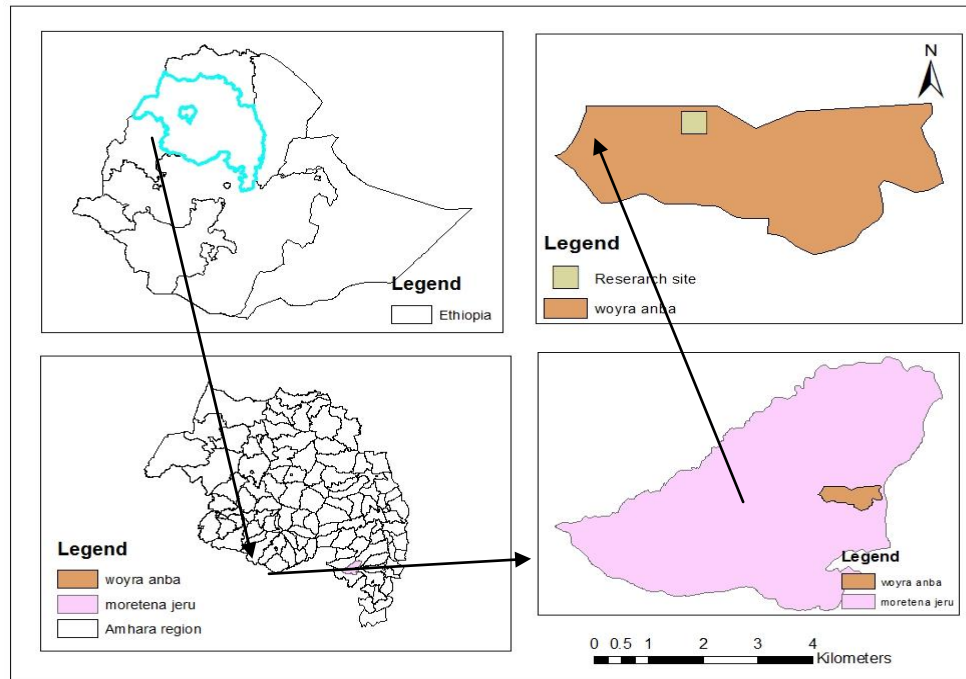 Legend
Ethiopia
N
Legend
Reserarch site
woyra anba
Legend
woyra anba
moretena jeru
Amhara region
Legend
woyra anba
moretena jeru
0 0.5 1 2 3 4
Kilometers